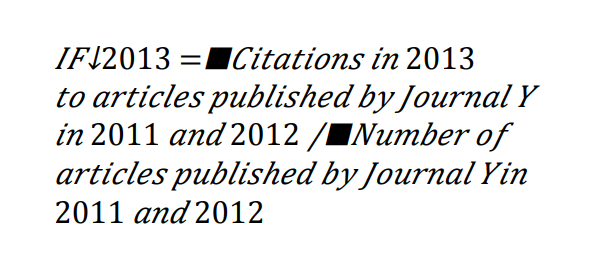 IF↓2013 =■Citations in 2013
to articles published by Journal Y
in 2011 and 2012 /■Number of
articles published by Journal Yin
2011 and 2012